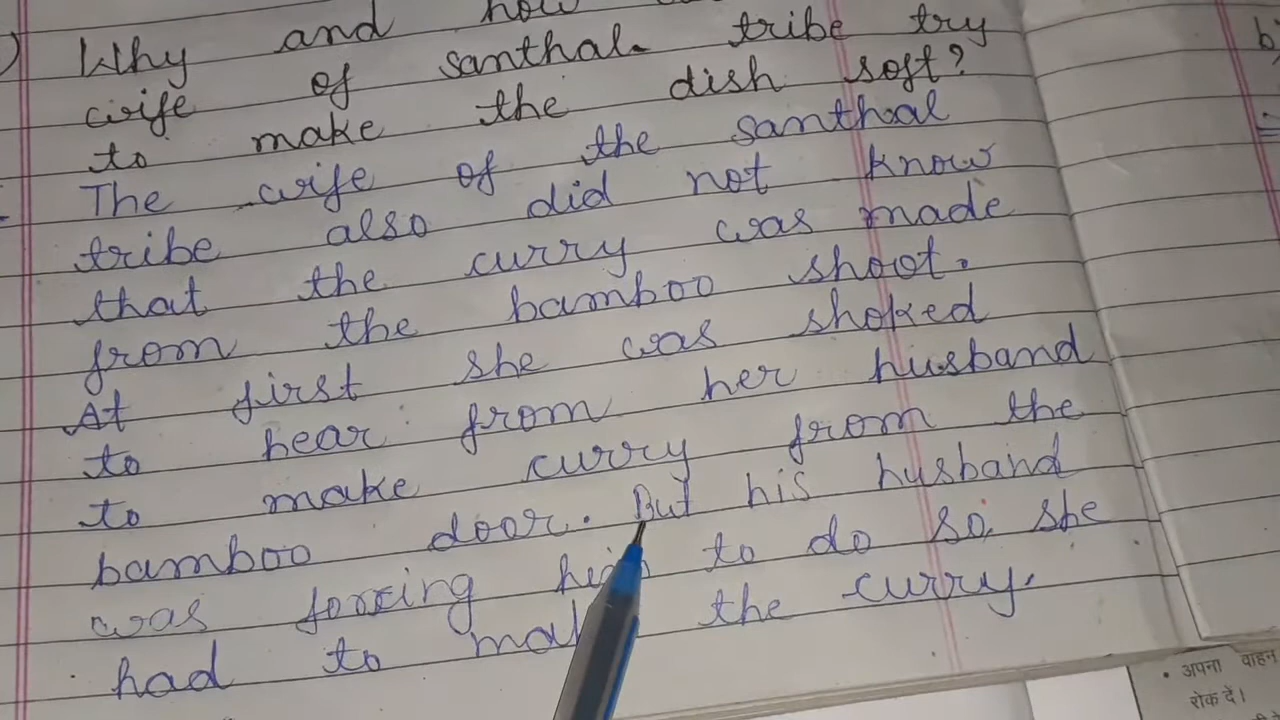 Why and how
wife of santhal tribe try
to make the dish soft?
The wife of the santhal
tribe also did not know
that the curry was made
from the bamboo shoot.
At first she was shoked
to hear from her husband
to make curry from the
bamboo door. But his husband
was forcing to do so. she
had to the curry.
b)
• अपना वाहन
रोक दें।